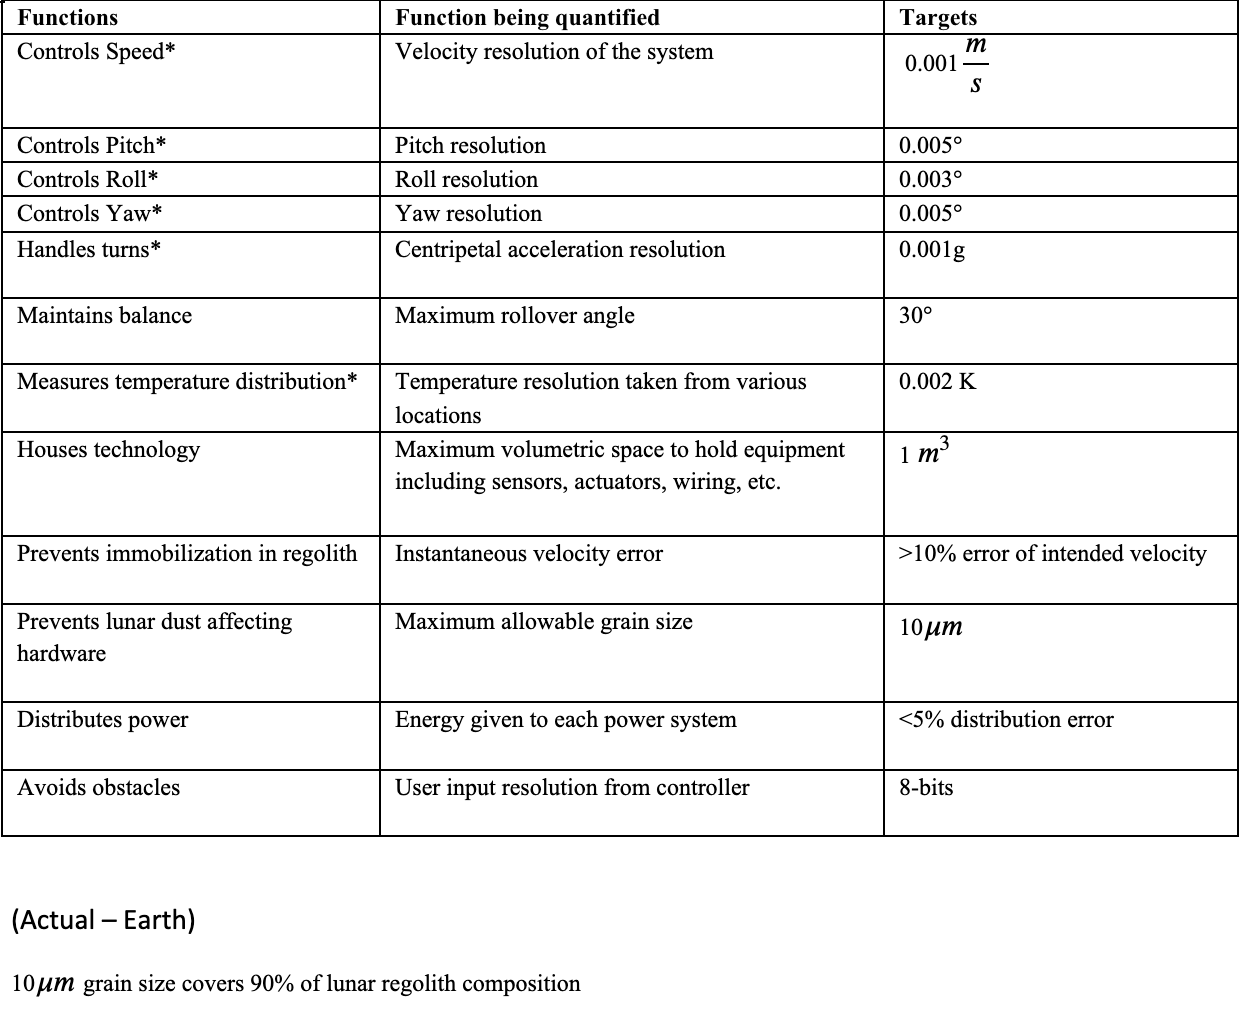 Functions Function being quantified Targets
Controls Speed* Velocity resolution of the system 0.001 m/s
Controls Pitch* Pitch resolution 0.005°
Controls Roll* Roll resolution 0.003°
Controls Yaw* Yaw resolution 0.005°
Handles turns* Centripetal acceleration resolution 0.001g
Maintains balance Maximum rollover angle 30°
Measures temperature distribution* Temperature resolution taken from various 0.002 K
locations
Houses technology Maximum volumetric space to hold equipment 1 m³
including sensors, actuators, wiring, etc.
Prevents immobilization in regolith Instantaneous velocity error >10% error of intended velocity
Prevents lunar dust affecting Maximum allowable grain size 10μm
hardware
Distributes power Energy given to each power system <5% distribution error
Avoids obstacles User input resolution from controller 8-bits
(Actual – Earth)
10μm grain size covers 90% of lunar regolith composition